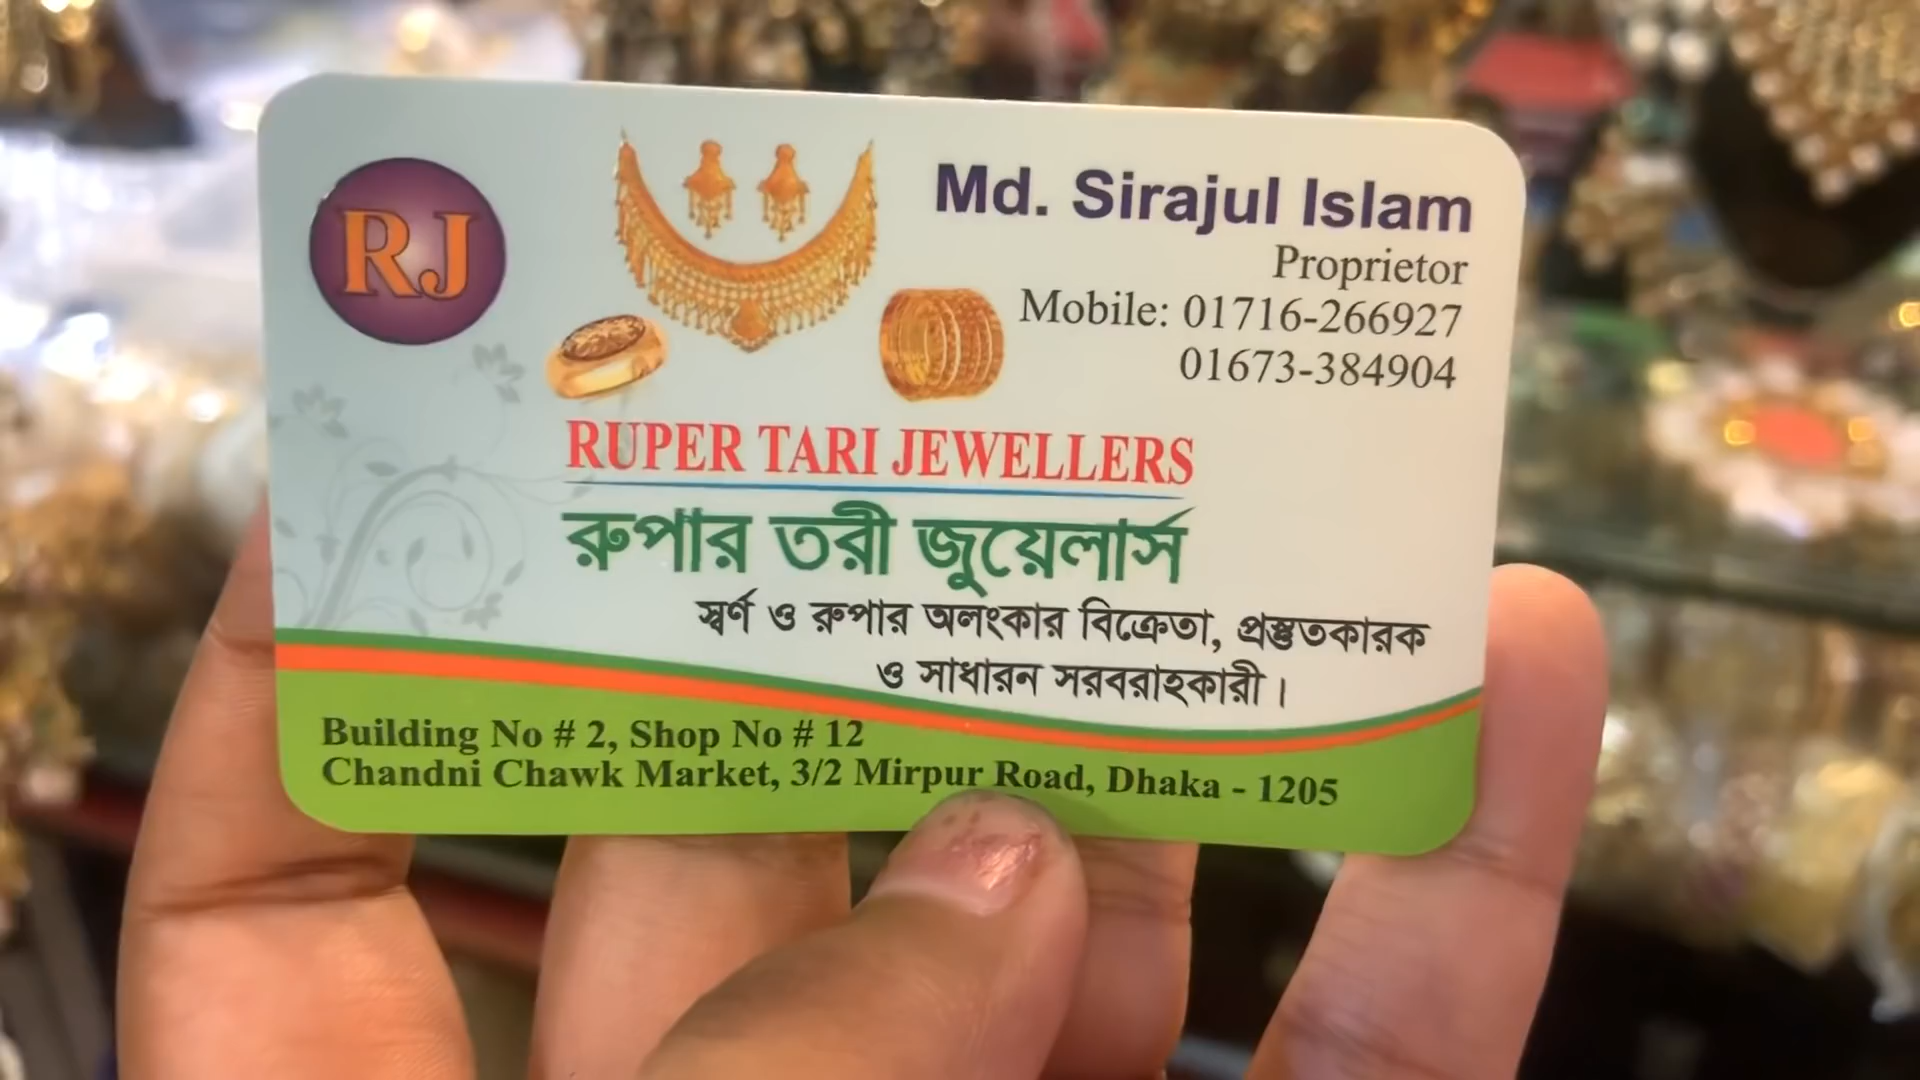 RJ
Md. Sirajul Islam
Proprietor
Mobile: 01716-266927
01673-384904
RUPER TARI JEWELLERS
রুপার তরী জুয়েলার্স
স্বর্ণ ও রুপার অলংকার বিক্রেতা, প্রস্তুতকারক
ও সাধারন সরবরাহকারী।
Building No # 2, Shop No # 12
Chandni Chawk Market, 3/2 Mirpur Road, Dhaka - 1205